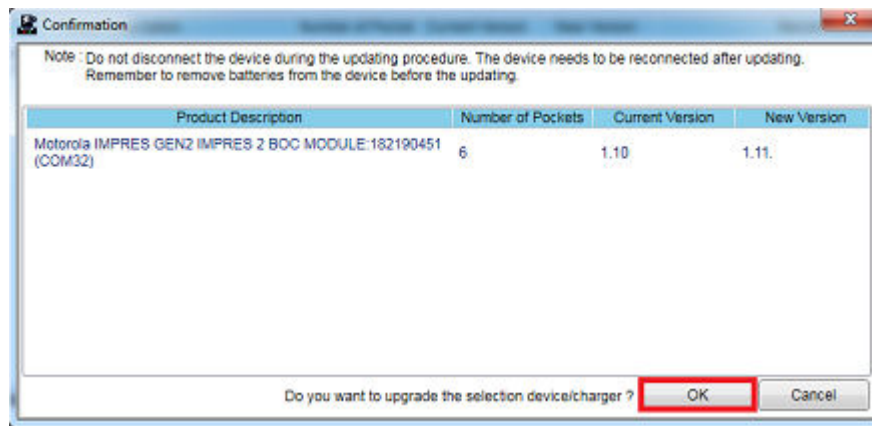 Confirmation
Note : Do not disconnect the device during the updating procedure. The device needs to be reconnected after updating.
Remember to remove batteries from the device before the updating.
Product Description Number of Pockets Current Version New Version
Motorola IMPRES GEN2 IMPRES 2 BOC MODULE:182190451 6 1.10 1.11.
(COM32)
Do you want to upgrade the selection device/charger ? OK Cancel